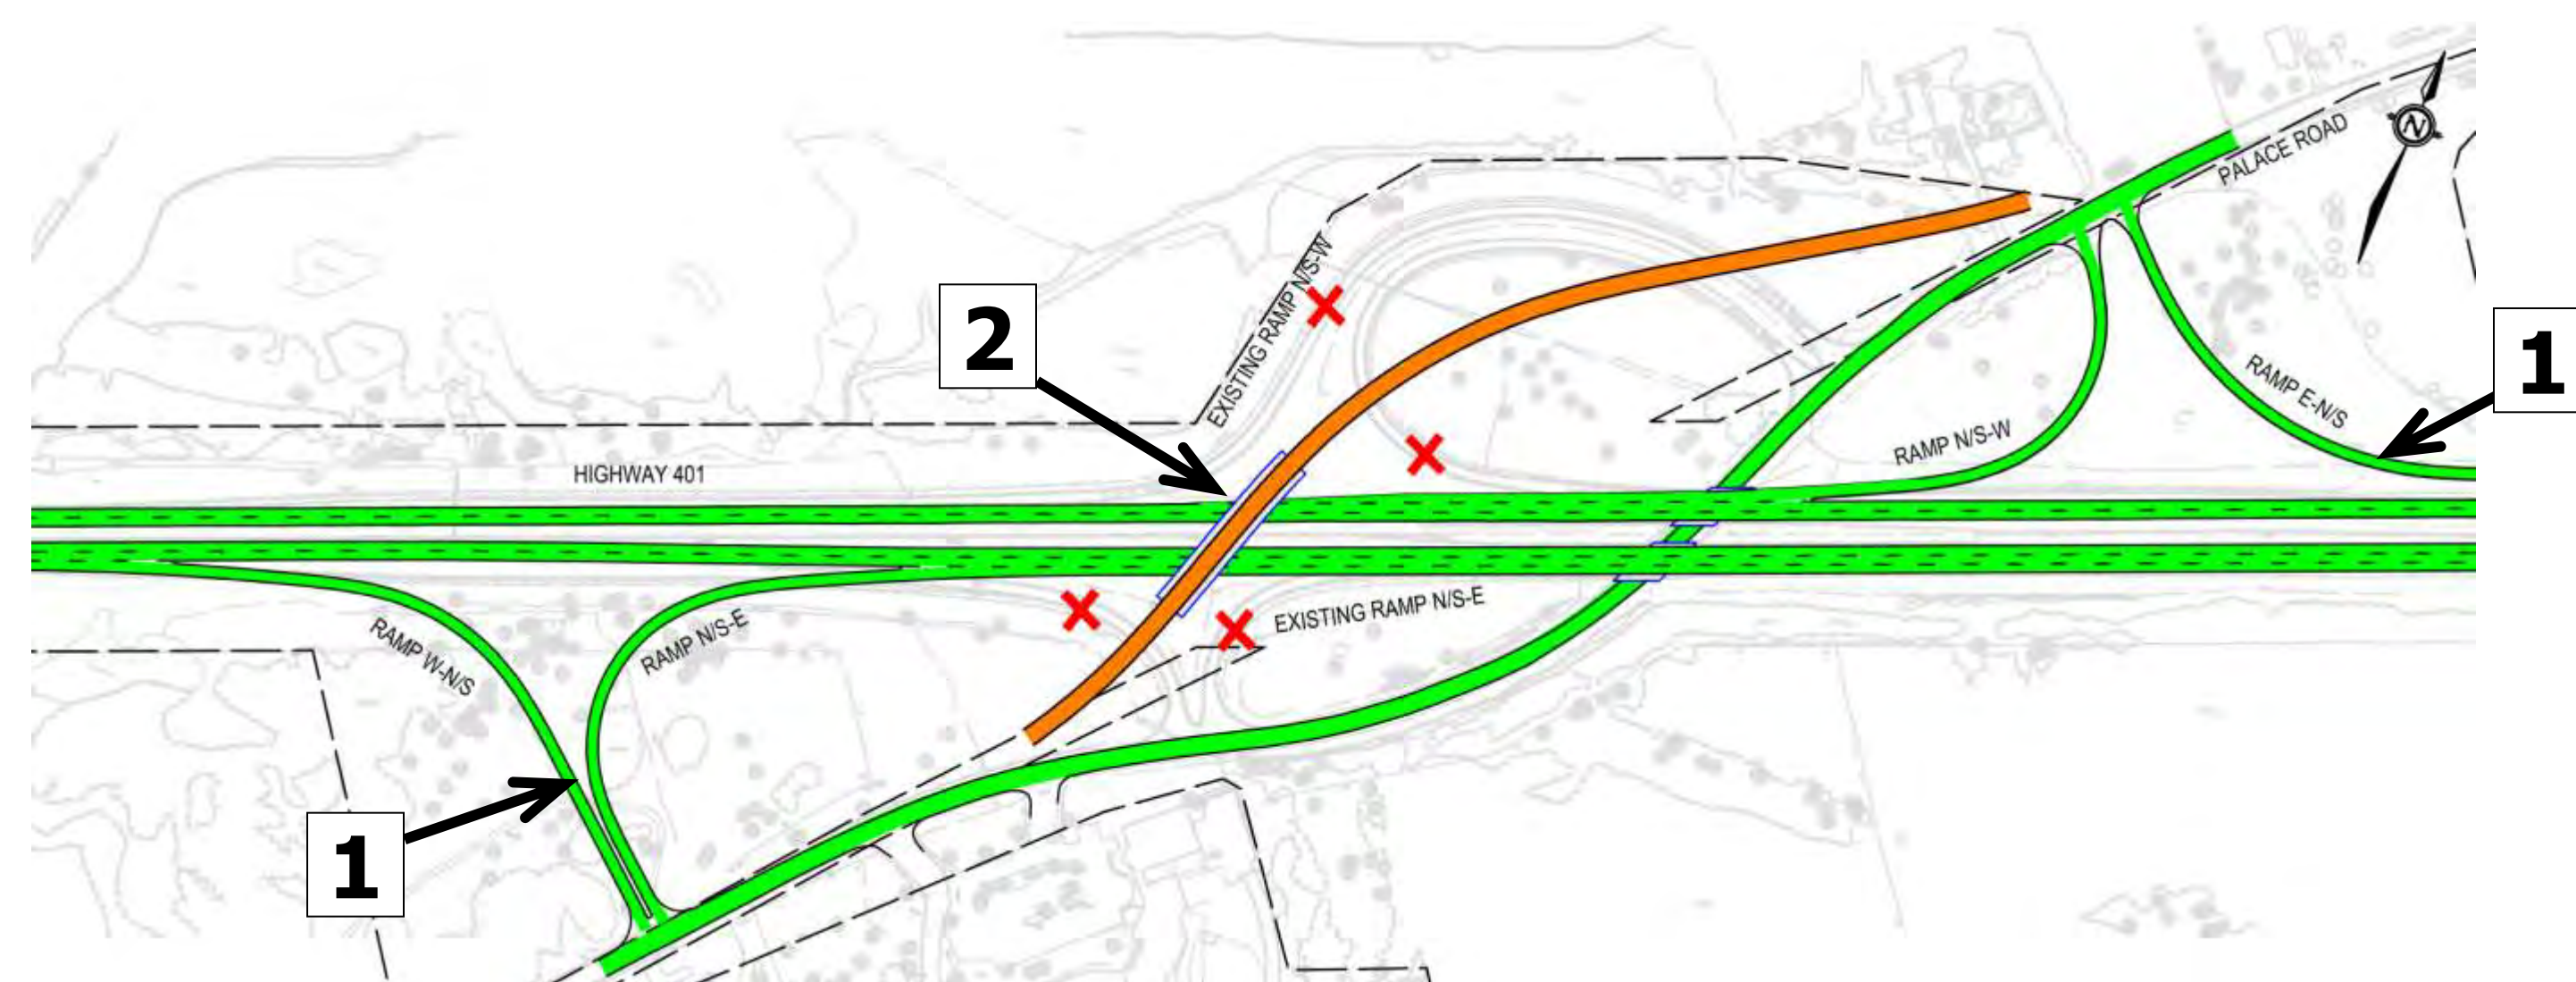 N
PALACE ROAD
EXISTING RAMP N/S-W
2
1
RAMP E-N/S
RAMP N/S-W
HIGHWAY 401
EXISTING RAMP N/S-E
RAMP W-N/S
RAMP N/S-E
1